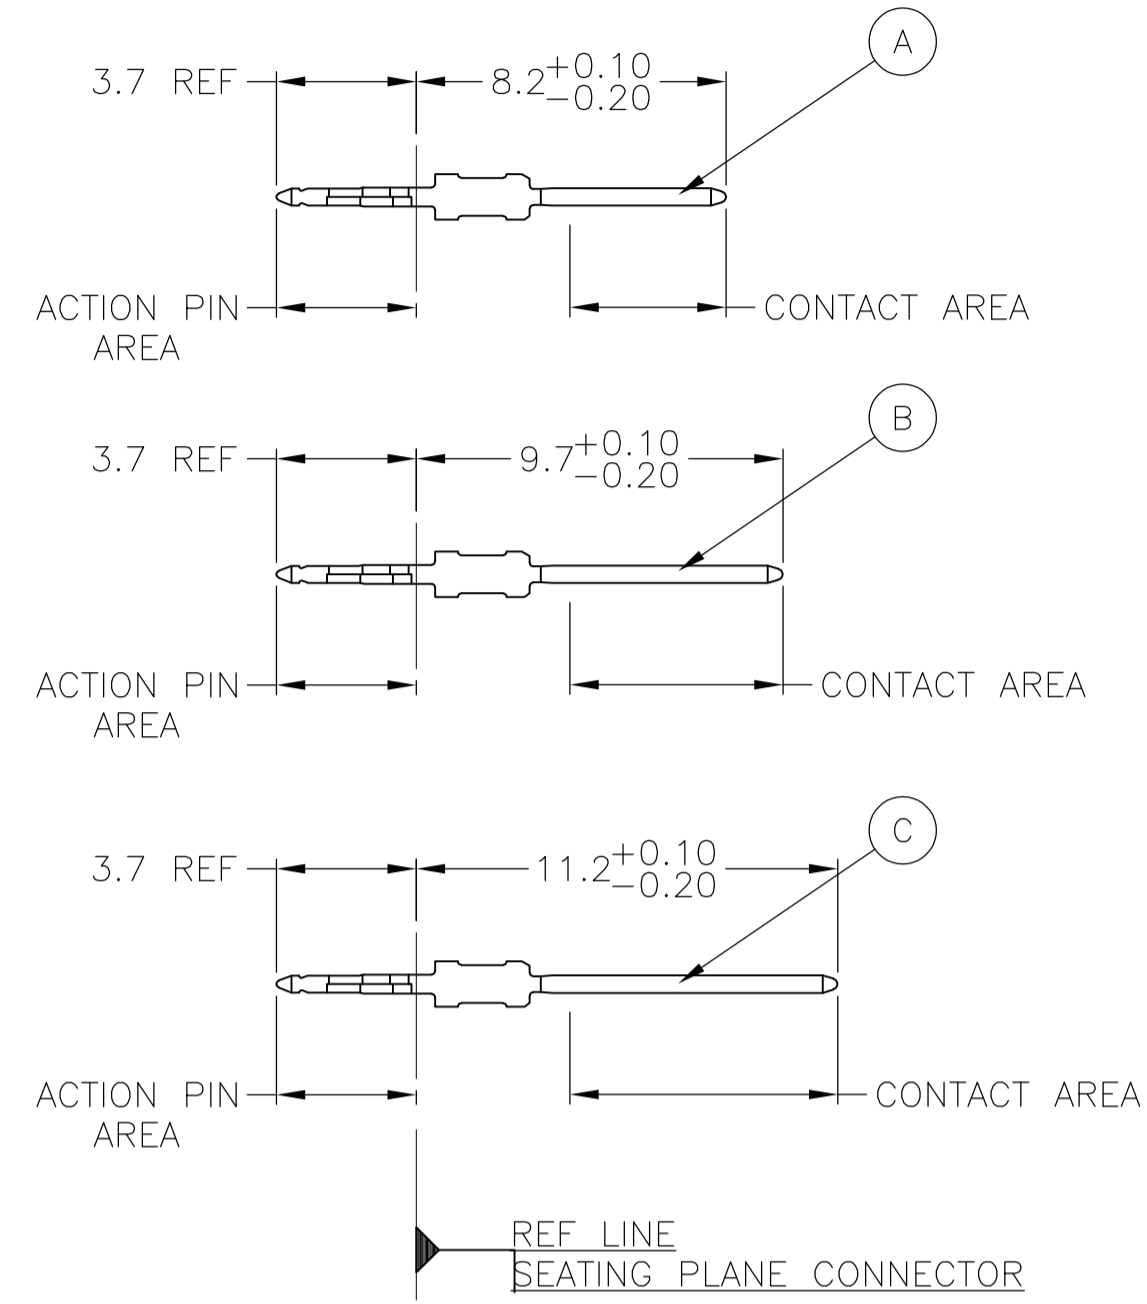 A
3.7 REF
8.2 +0.10
-0.20
ACTION PIN
AREA
CONTACT AREA
B
3.7 REF
9.7 +0.10
-0.20
ACTION PIN
AREA
CONTACT AREA
C
3.7 REF
11.2 +0.10
-0.20
ACTION PIN
AREA
CONTACT AREA
REF LINE
SEATING PLANE CONNECTOR